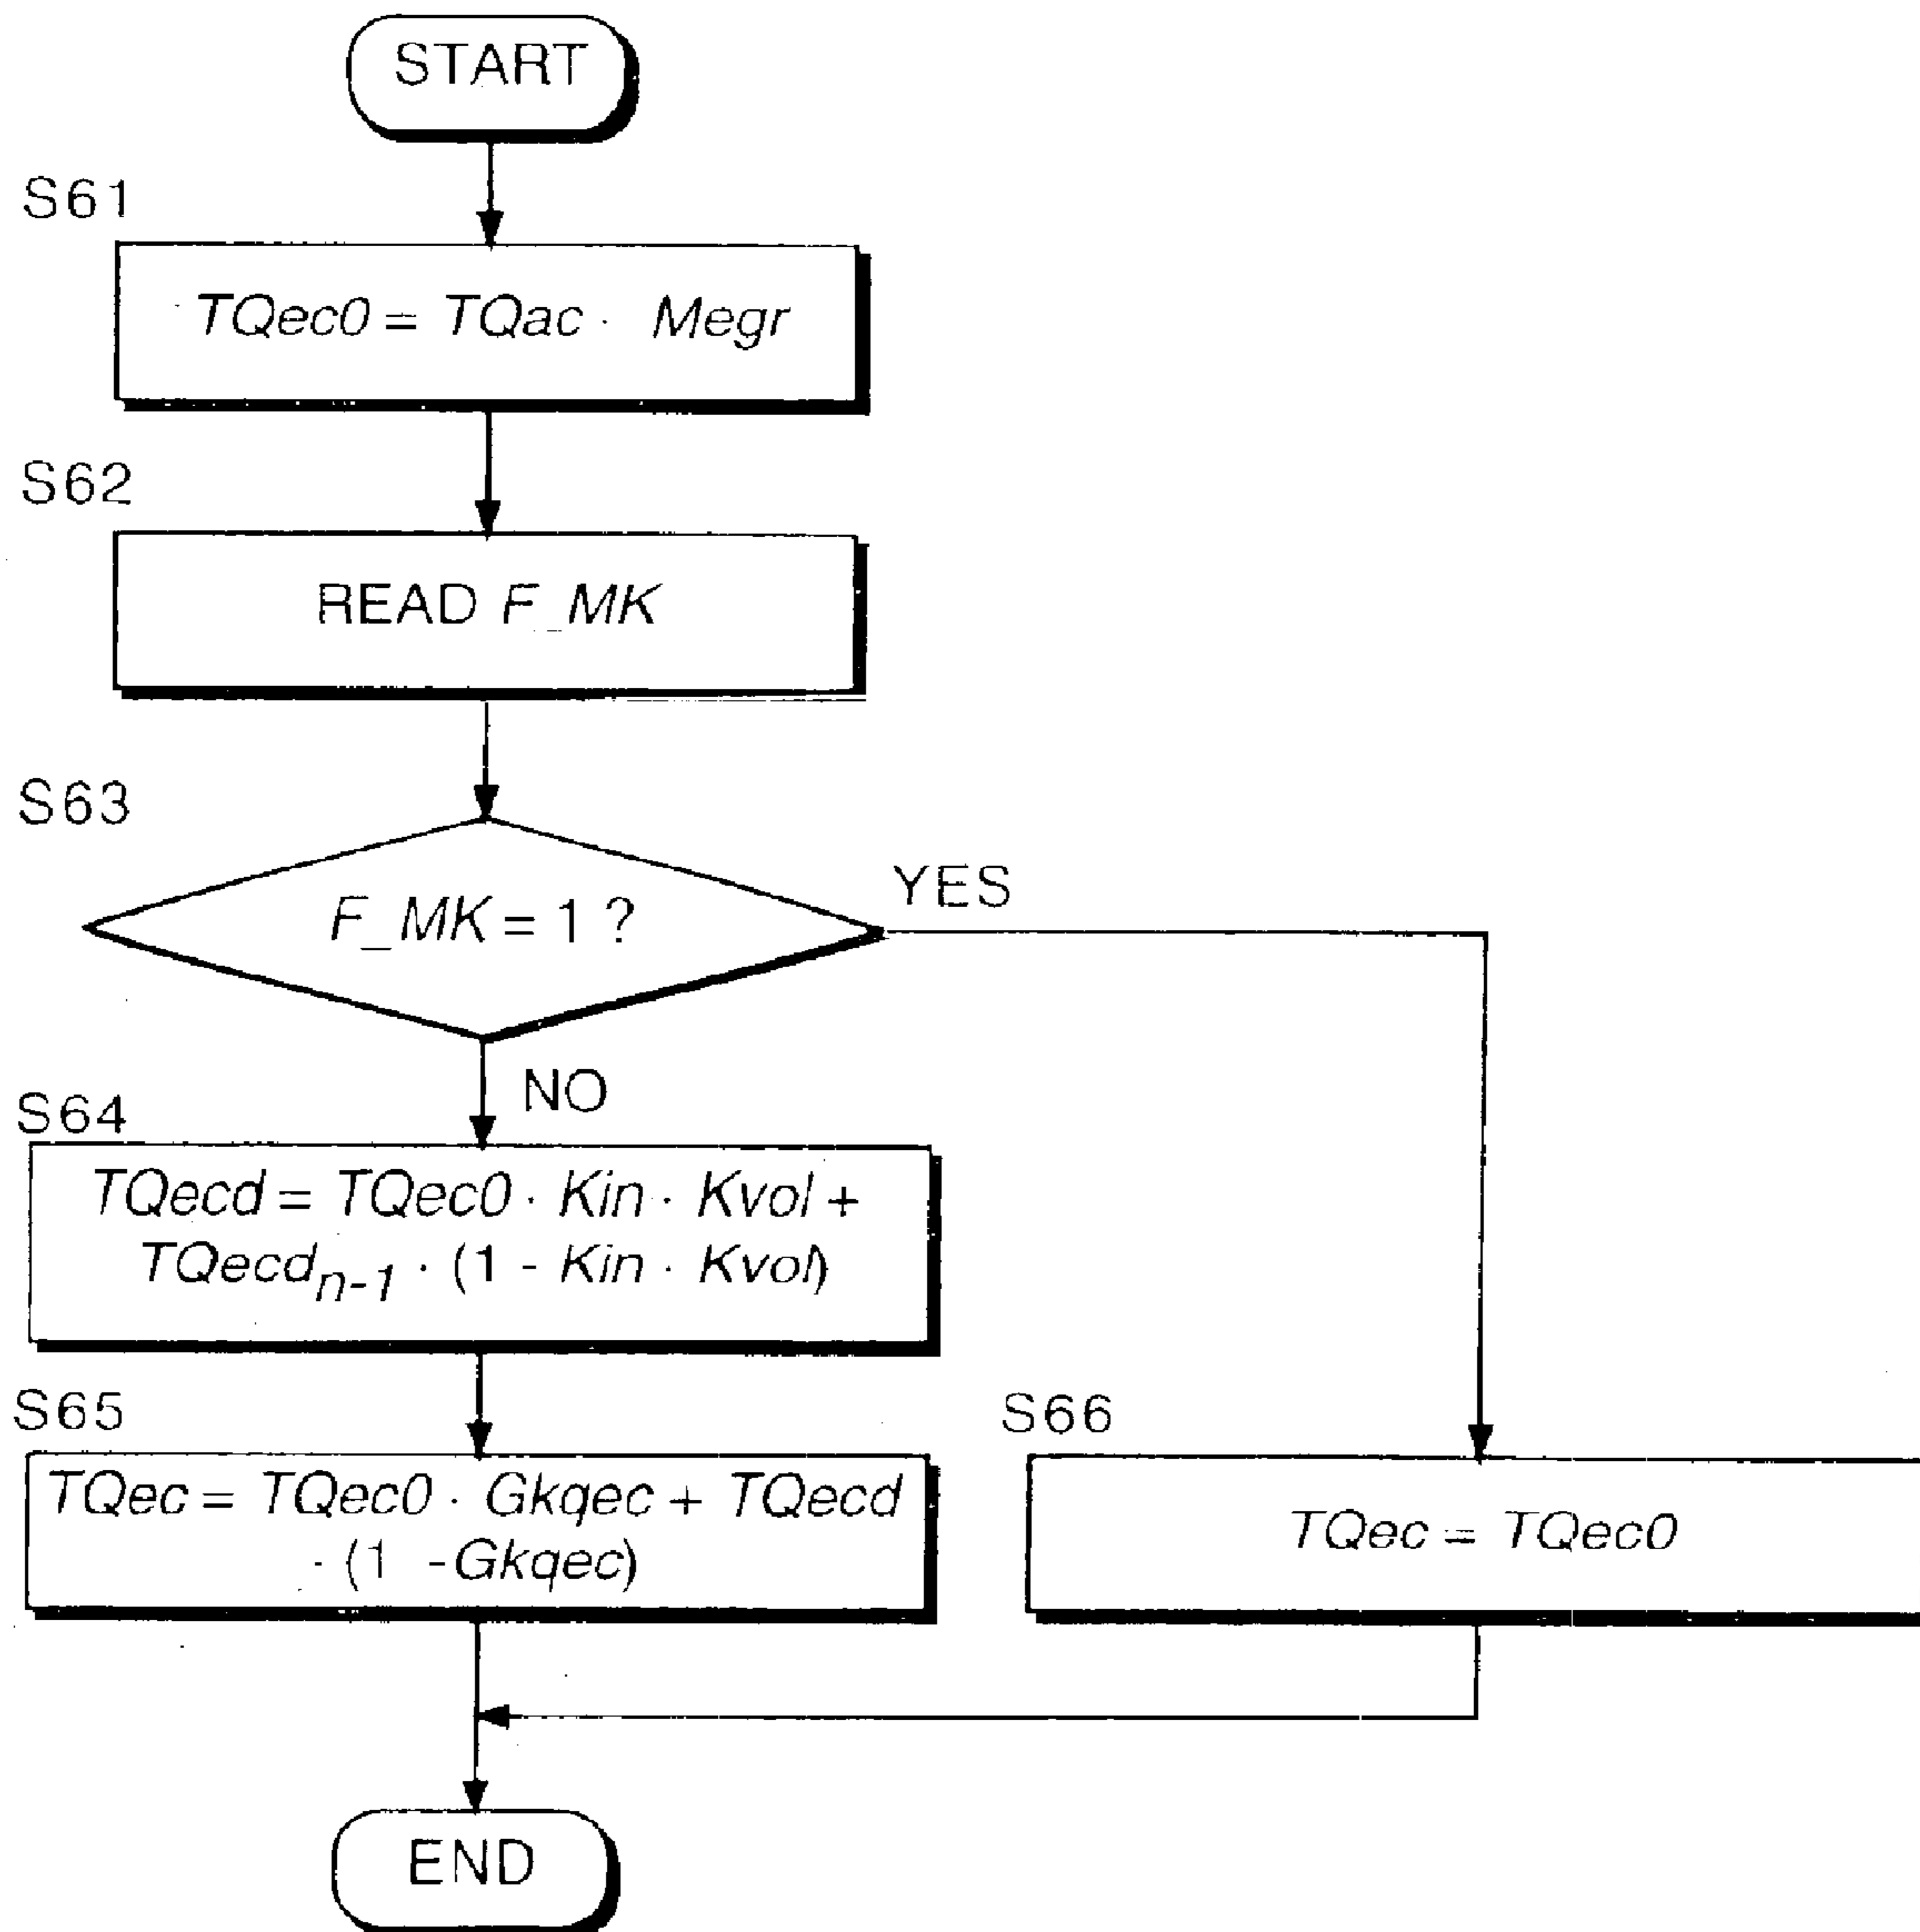 START
S61
TQec0 = TQac · Megr
S62
READ F_MK
S63
F_MK = 1 ?
YES
NO
S64
TQecd = TQec0 · Kin · Kvol +
TQecdn-1 · (1 - Kin · Kvol)
S65
TQec = TQec0 · Gkqec + TQecd
· (1 -Gkqec)
S66
TQec = TQec0
END